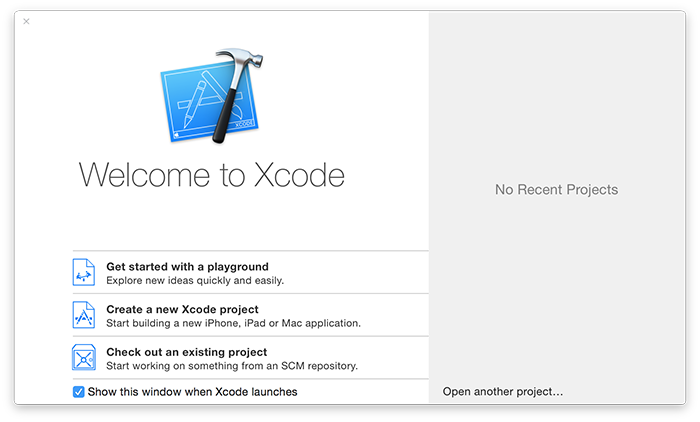 XCODE
Welcome to Xcode
No Recent Projects
Get started with a playground
Explore new ideas quickly and easily.
Create a new Xcode project
Start building a new iPhone, iPad or Mac application.
Check out an existing project
Start working on something from an SCM repository.
Show this window when Xcode launches
Open another project…